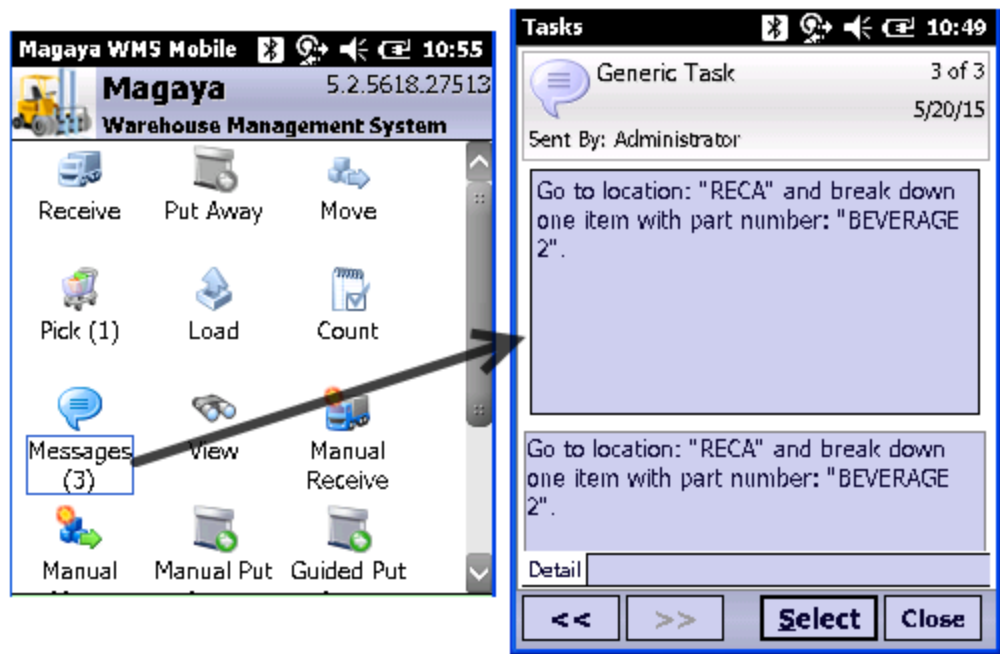 Magaya WMS Mobile 10:55
Magaya 5.2.5618.27513
Warehouse Management System
Receive Put Away Move
Pick (1) Load Count
Messages View Manual
(3) Receive
Manual Manual Put Guided Put
Tasks 10:49
Generic Task 3 of 3
5/20/15
Sent By: Administrator
Go to location: "RECA" and break down
one item with part number: "BEVERAGE
2".
Go to location: "RECA" and break down
one item with part number: "BEVERAGE
2".
Detail
<< >> Select Close